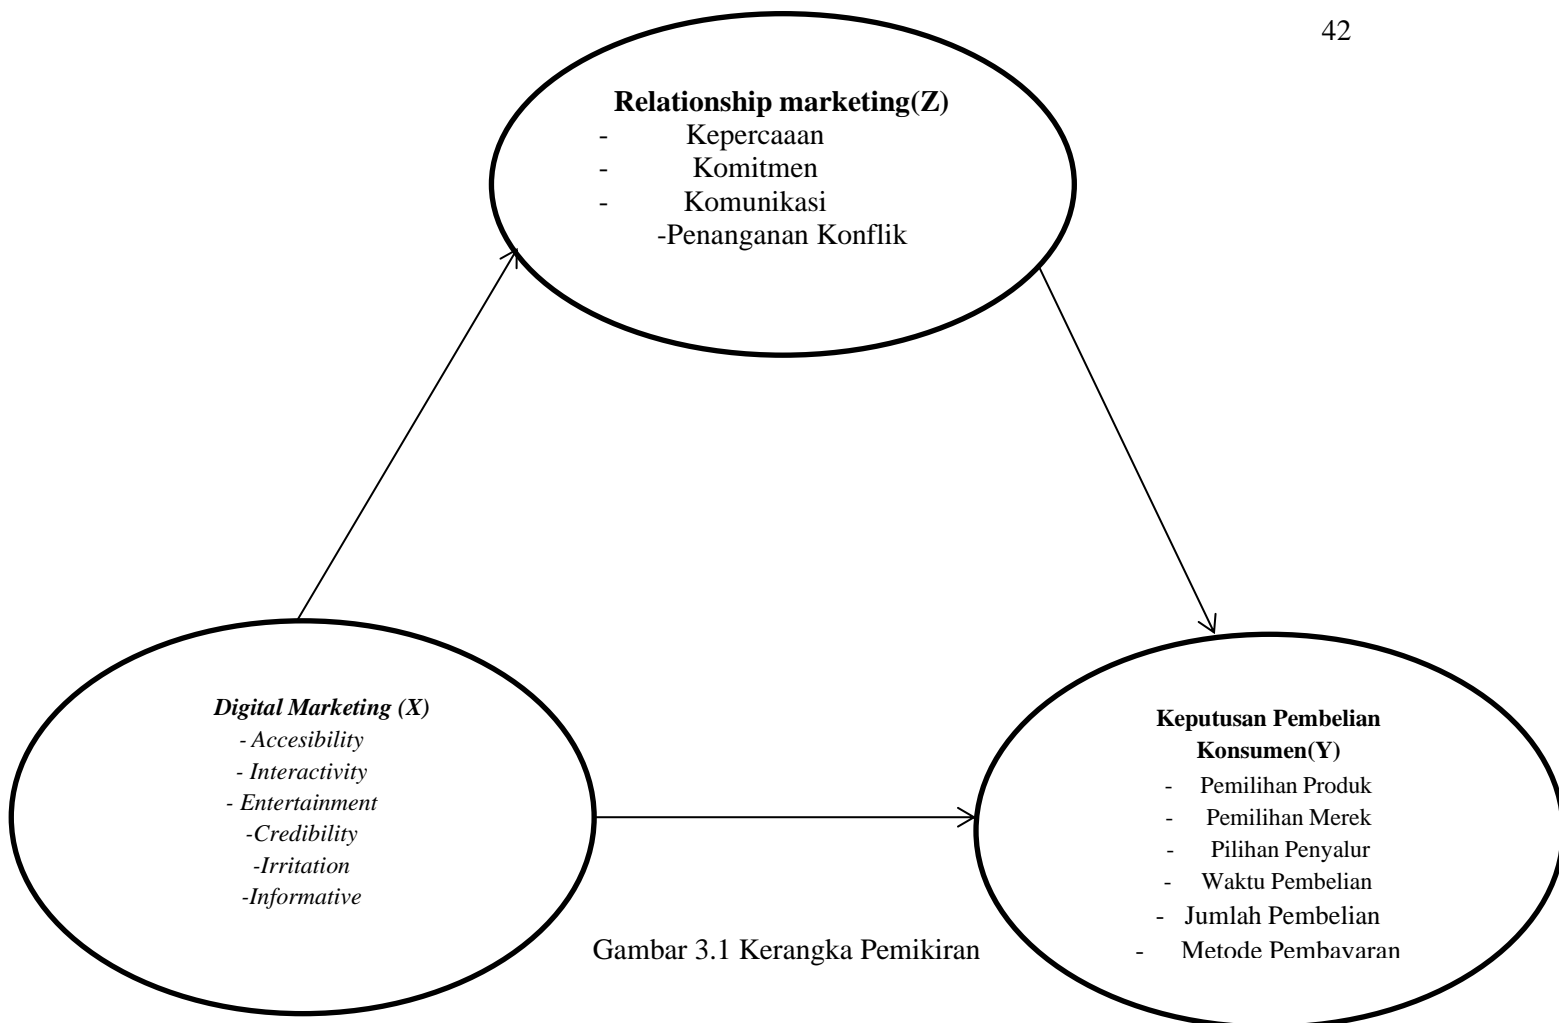 42
Relationship marketing(Z)
- Kepercaaan
- Komitmen
- Komunikasi
-Penanganan Konflik
Digital Marketing (X)
- Accesibility
- Interactivity
- Entertainment
-Credibility
-Irritation
-Informative
Keputusan Pembelian
Konsumen(Y)
- Pemilihan Produk
- Pemilihan Merek
- Pilihan Penyalur
- Waktu Pembelian
- Jumlah Pembelian
- Metode Pembayaran
Gambar 3.1 Kerangka Pemikiran